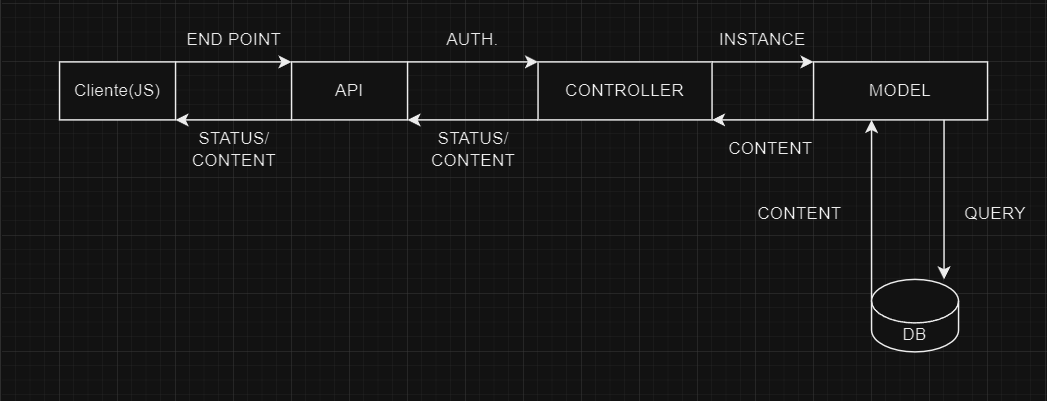 END POINT
AUTH.
INSTANCE
Cliente(JS)
API
CONTROLLER
MODEL
STATUS/
CONTENT
STATUS/
CONTENT
CONTENT
CONTENT
QUERY
DB